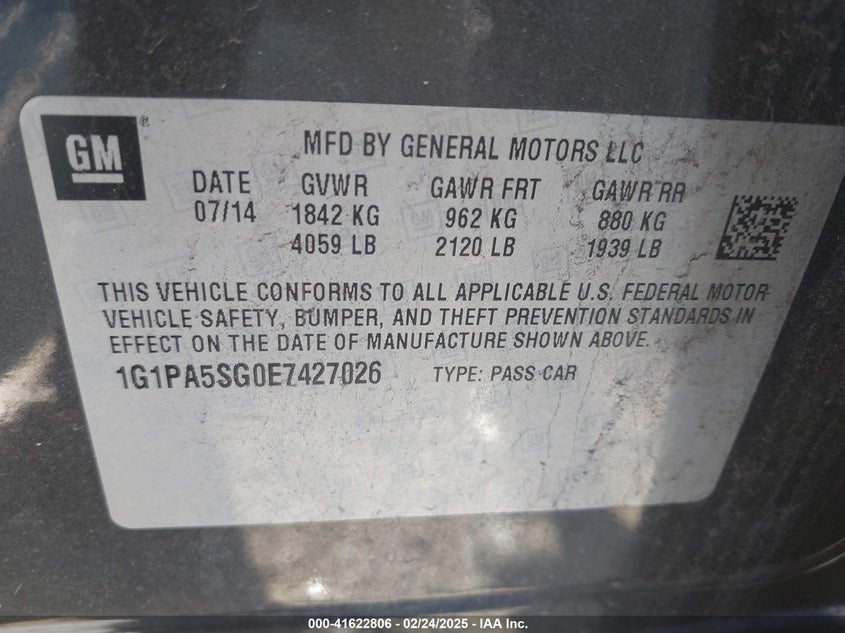 GM ®
MFD BY GENERAL MOTORS LLC
DATE GVWR GAWR FRT GAWR RR
07/14 1842 KG 962 KG 880 KG
4059 LB 2120 LB 1939 LB
THIS VEHICLE CONFORMS TO ALL APPLICABLE U.S. FEDERAL MOTOR
VEHICLE SAFETY, BUMPER, AND THEFT PREVENTION STANDARDS IN
EFFECT ON THE DATE OF MANUFACTURE SHOWN ABOVE.
1G1PA5SG0E7427026 TYPE: PASS CAR
000-41622806 - 02/24/2025 - IAA Inc.